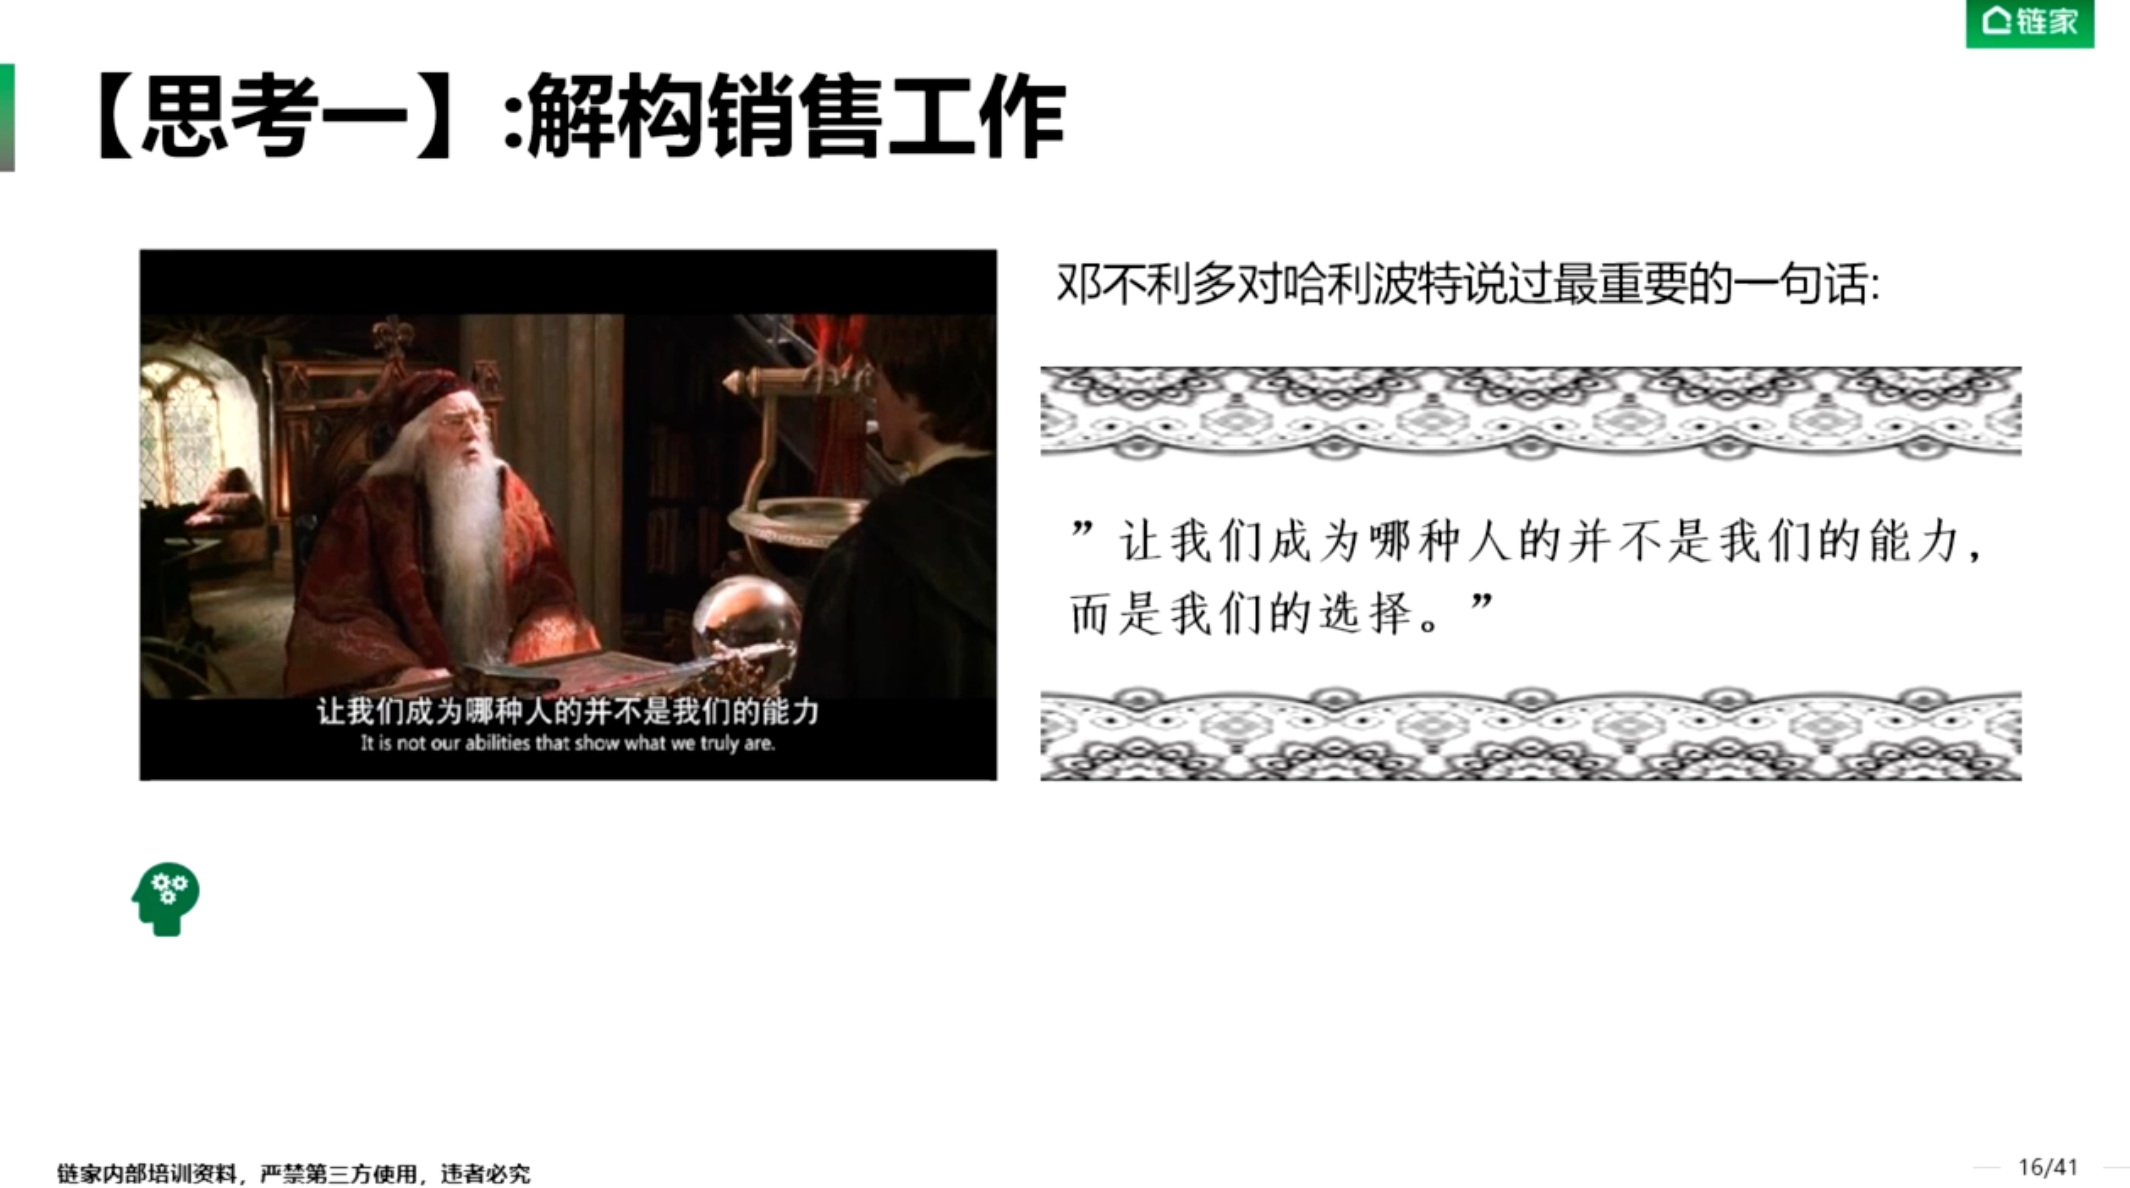 链家
【思考一】:解构销售工作
邓不利多对哈利波特说过最重要的一句话:
”让我们成为哪种人的并不是我们的能力,
而是我们的选择。”
让我们成为哪种人的并不是我们的能力
It is not our abilities that show what we truly are.
链家内部培训资料，严禁第三方使用，违者必究
16/41